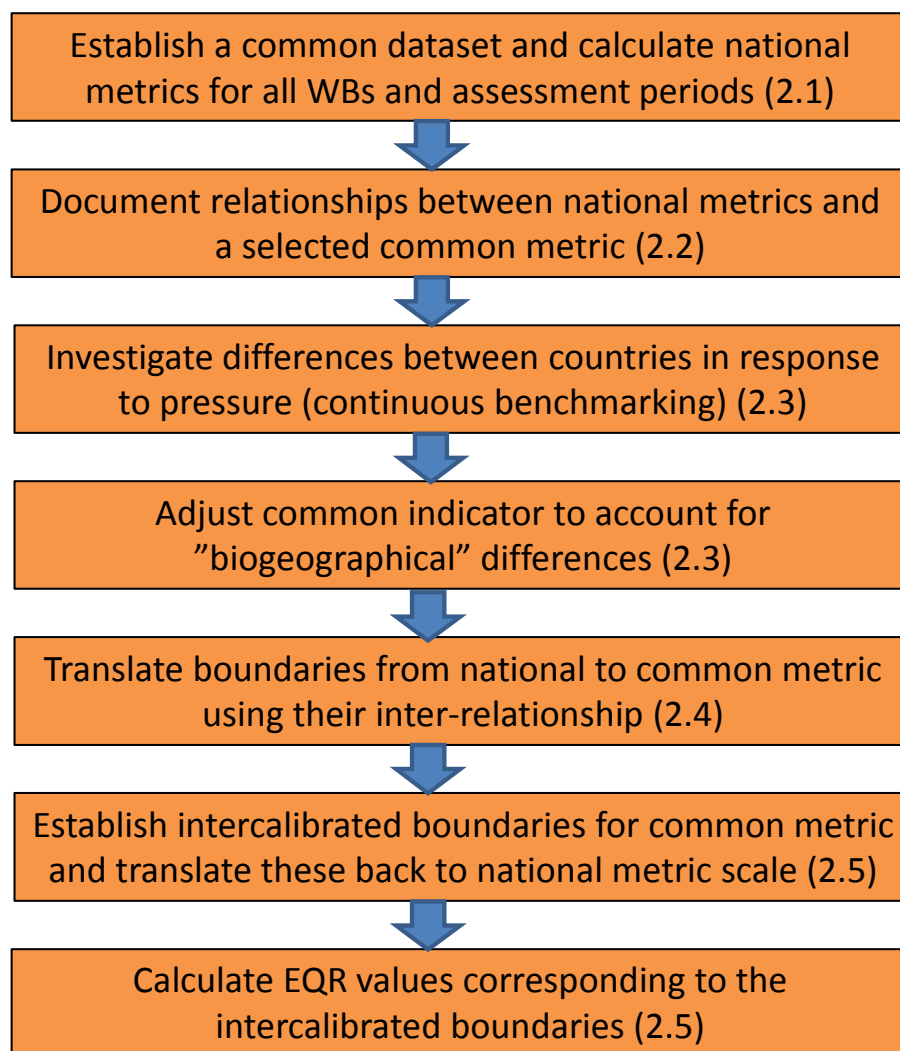 Establish a common dataset and calculate national
metrics for all WBs and assessment periods (2.1)
Document relationships between national metrics and
a selected common metric (2.2)
Investigate differences between countries in response
to pressure (continuous benchmarking) (2.3)
Adjust common indicator to account for
”biogeographical” differences (2.3)
Translate boundaries from national to common metric
using their inter-relationship (2.4)
Establish intercalibrated boundaries for common metric
and translate these back to national metric scale (2.5)
Calculate EQR values corresponding to the
intercalibrated boundaries (2.5)